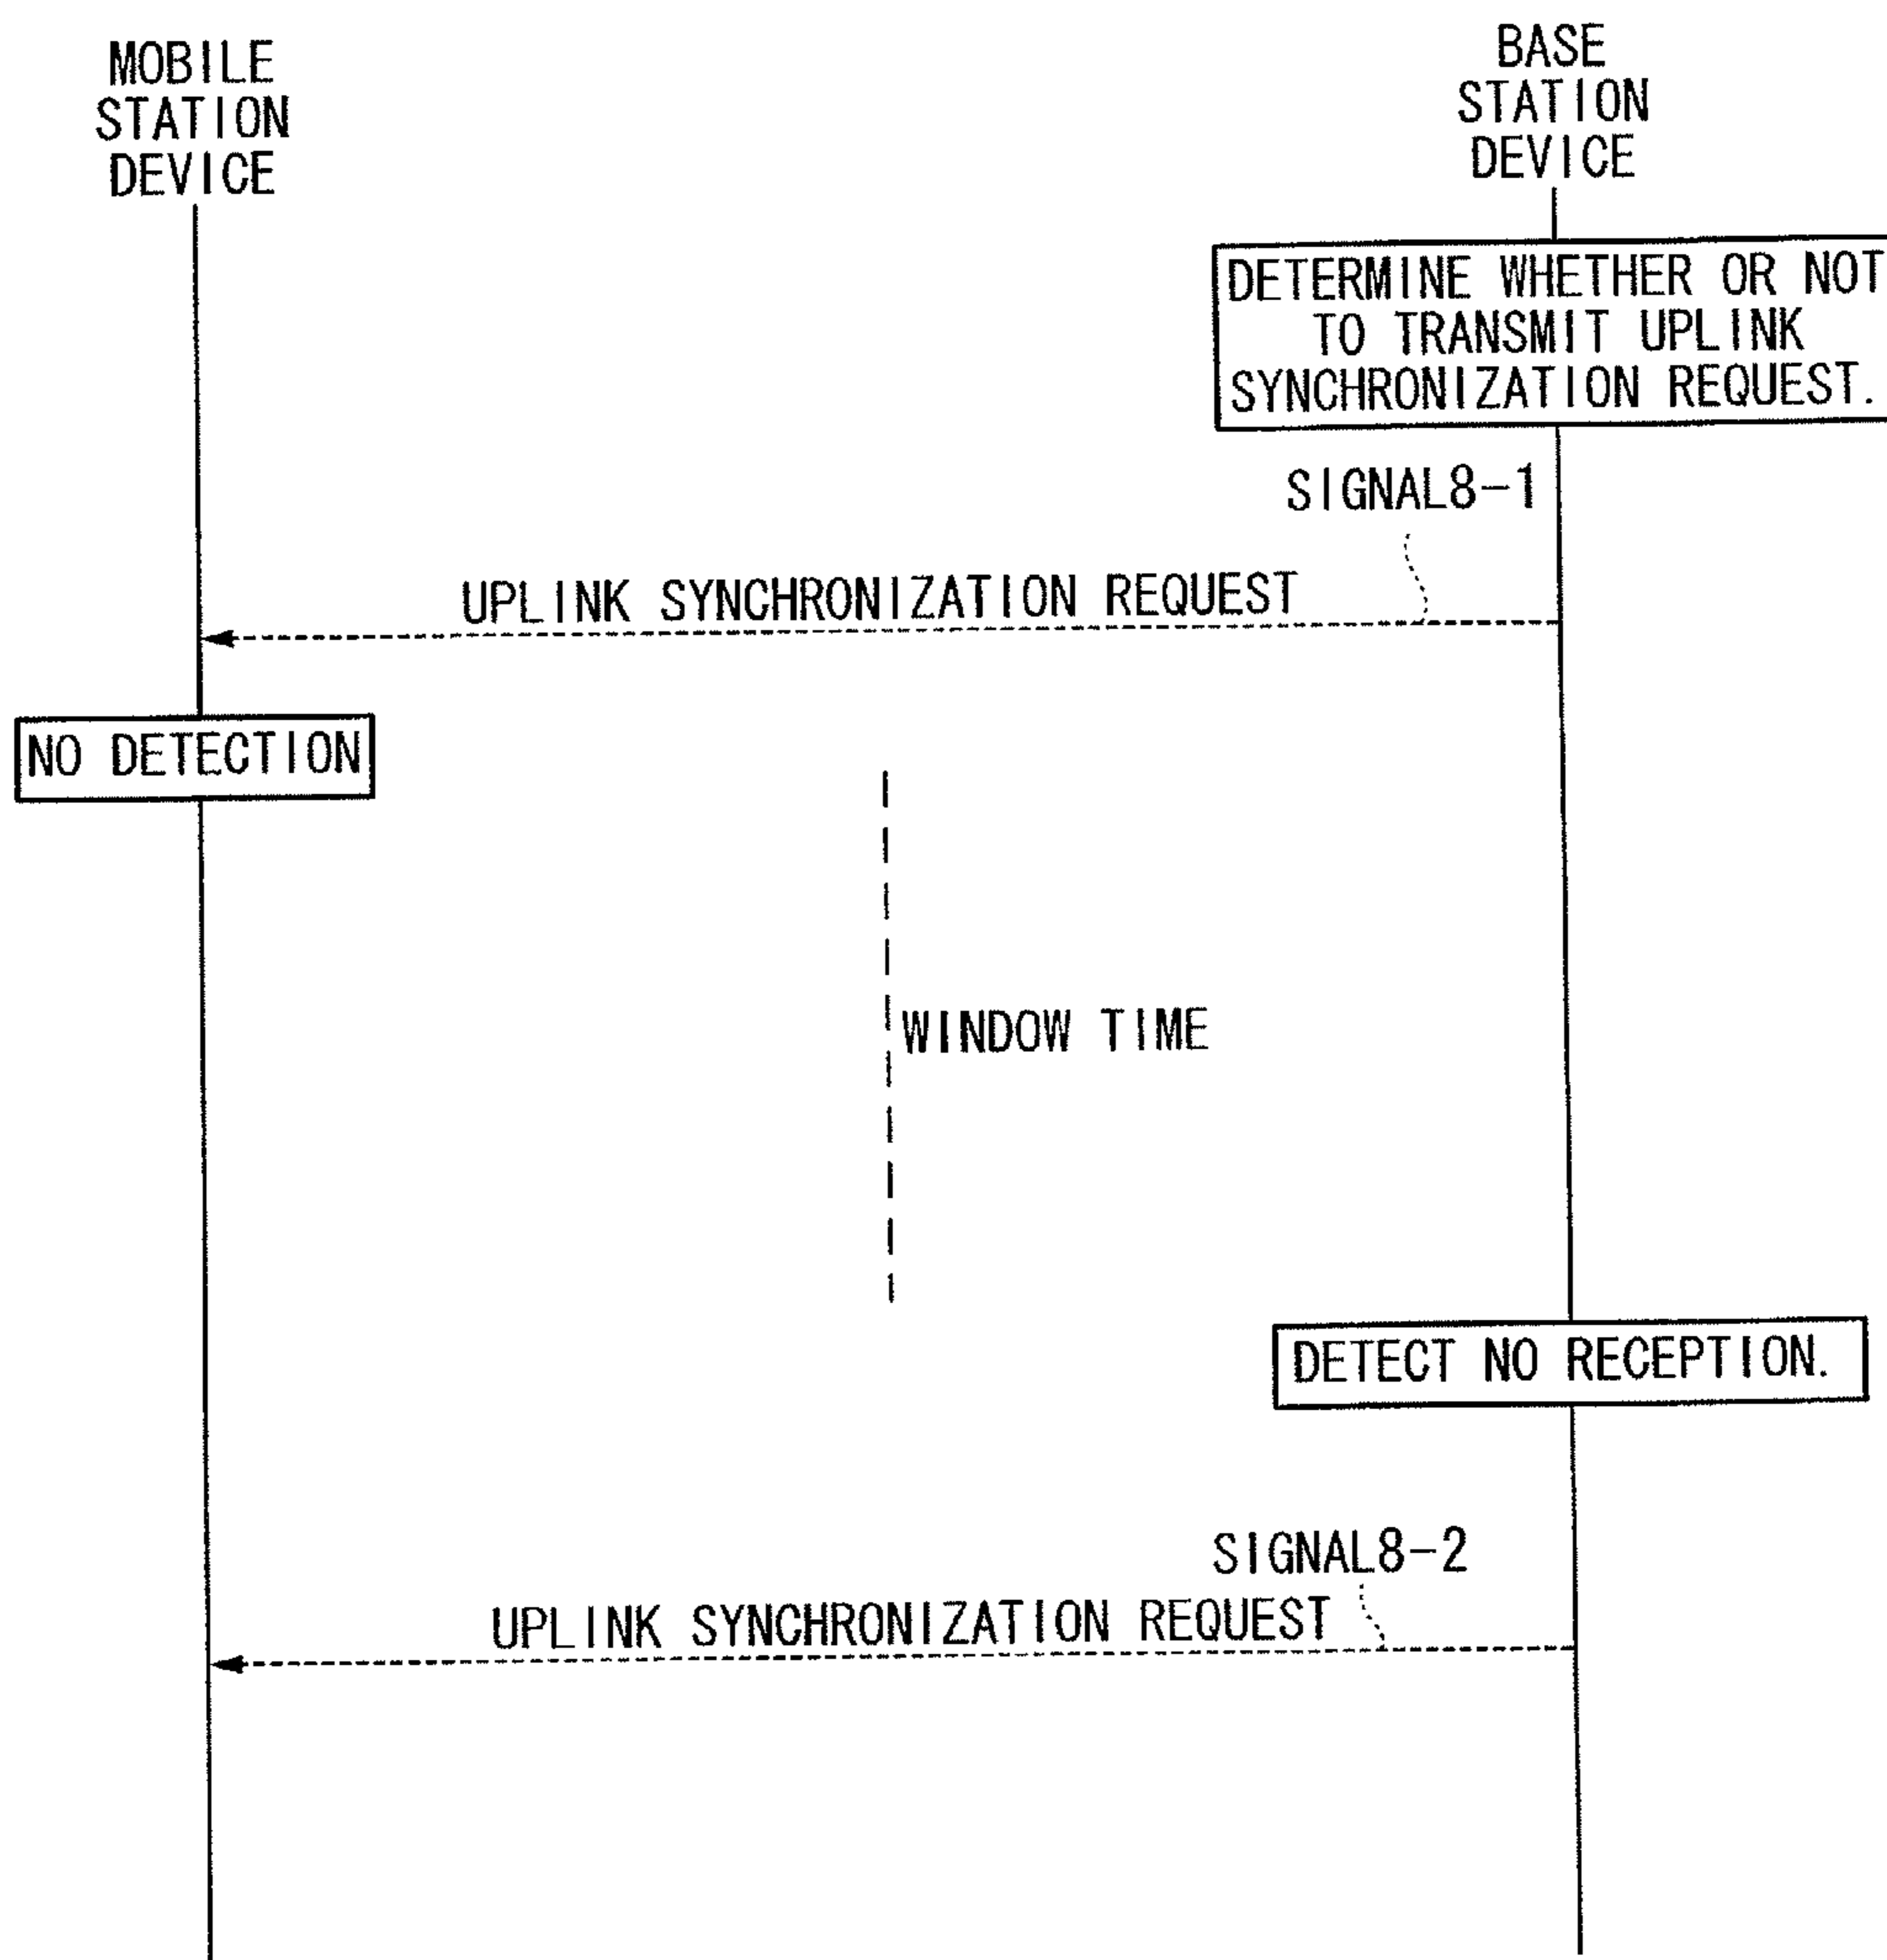 MOBILE
STATION
DEVICE
BASE
STATION
DEVICE
DETERMINE WHETHER OR NOT
TO TRANSMIT UPLINK
SYNCHRONIZATION REQUEST.
SIGNAL8-1
UPLINK SYNCHRONIZATION REQUEST
NO DETECTION
WINDOW TIME
DETECT NO RECEPTION.
SIGNAL8-2
UPLINK SYNCHRONIZATION REQUEST